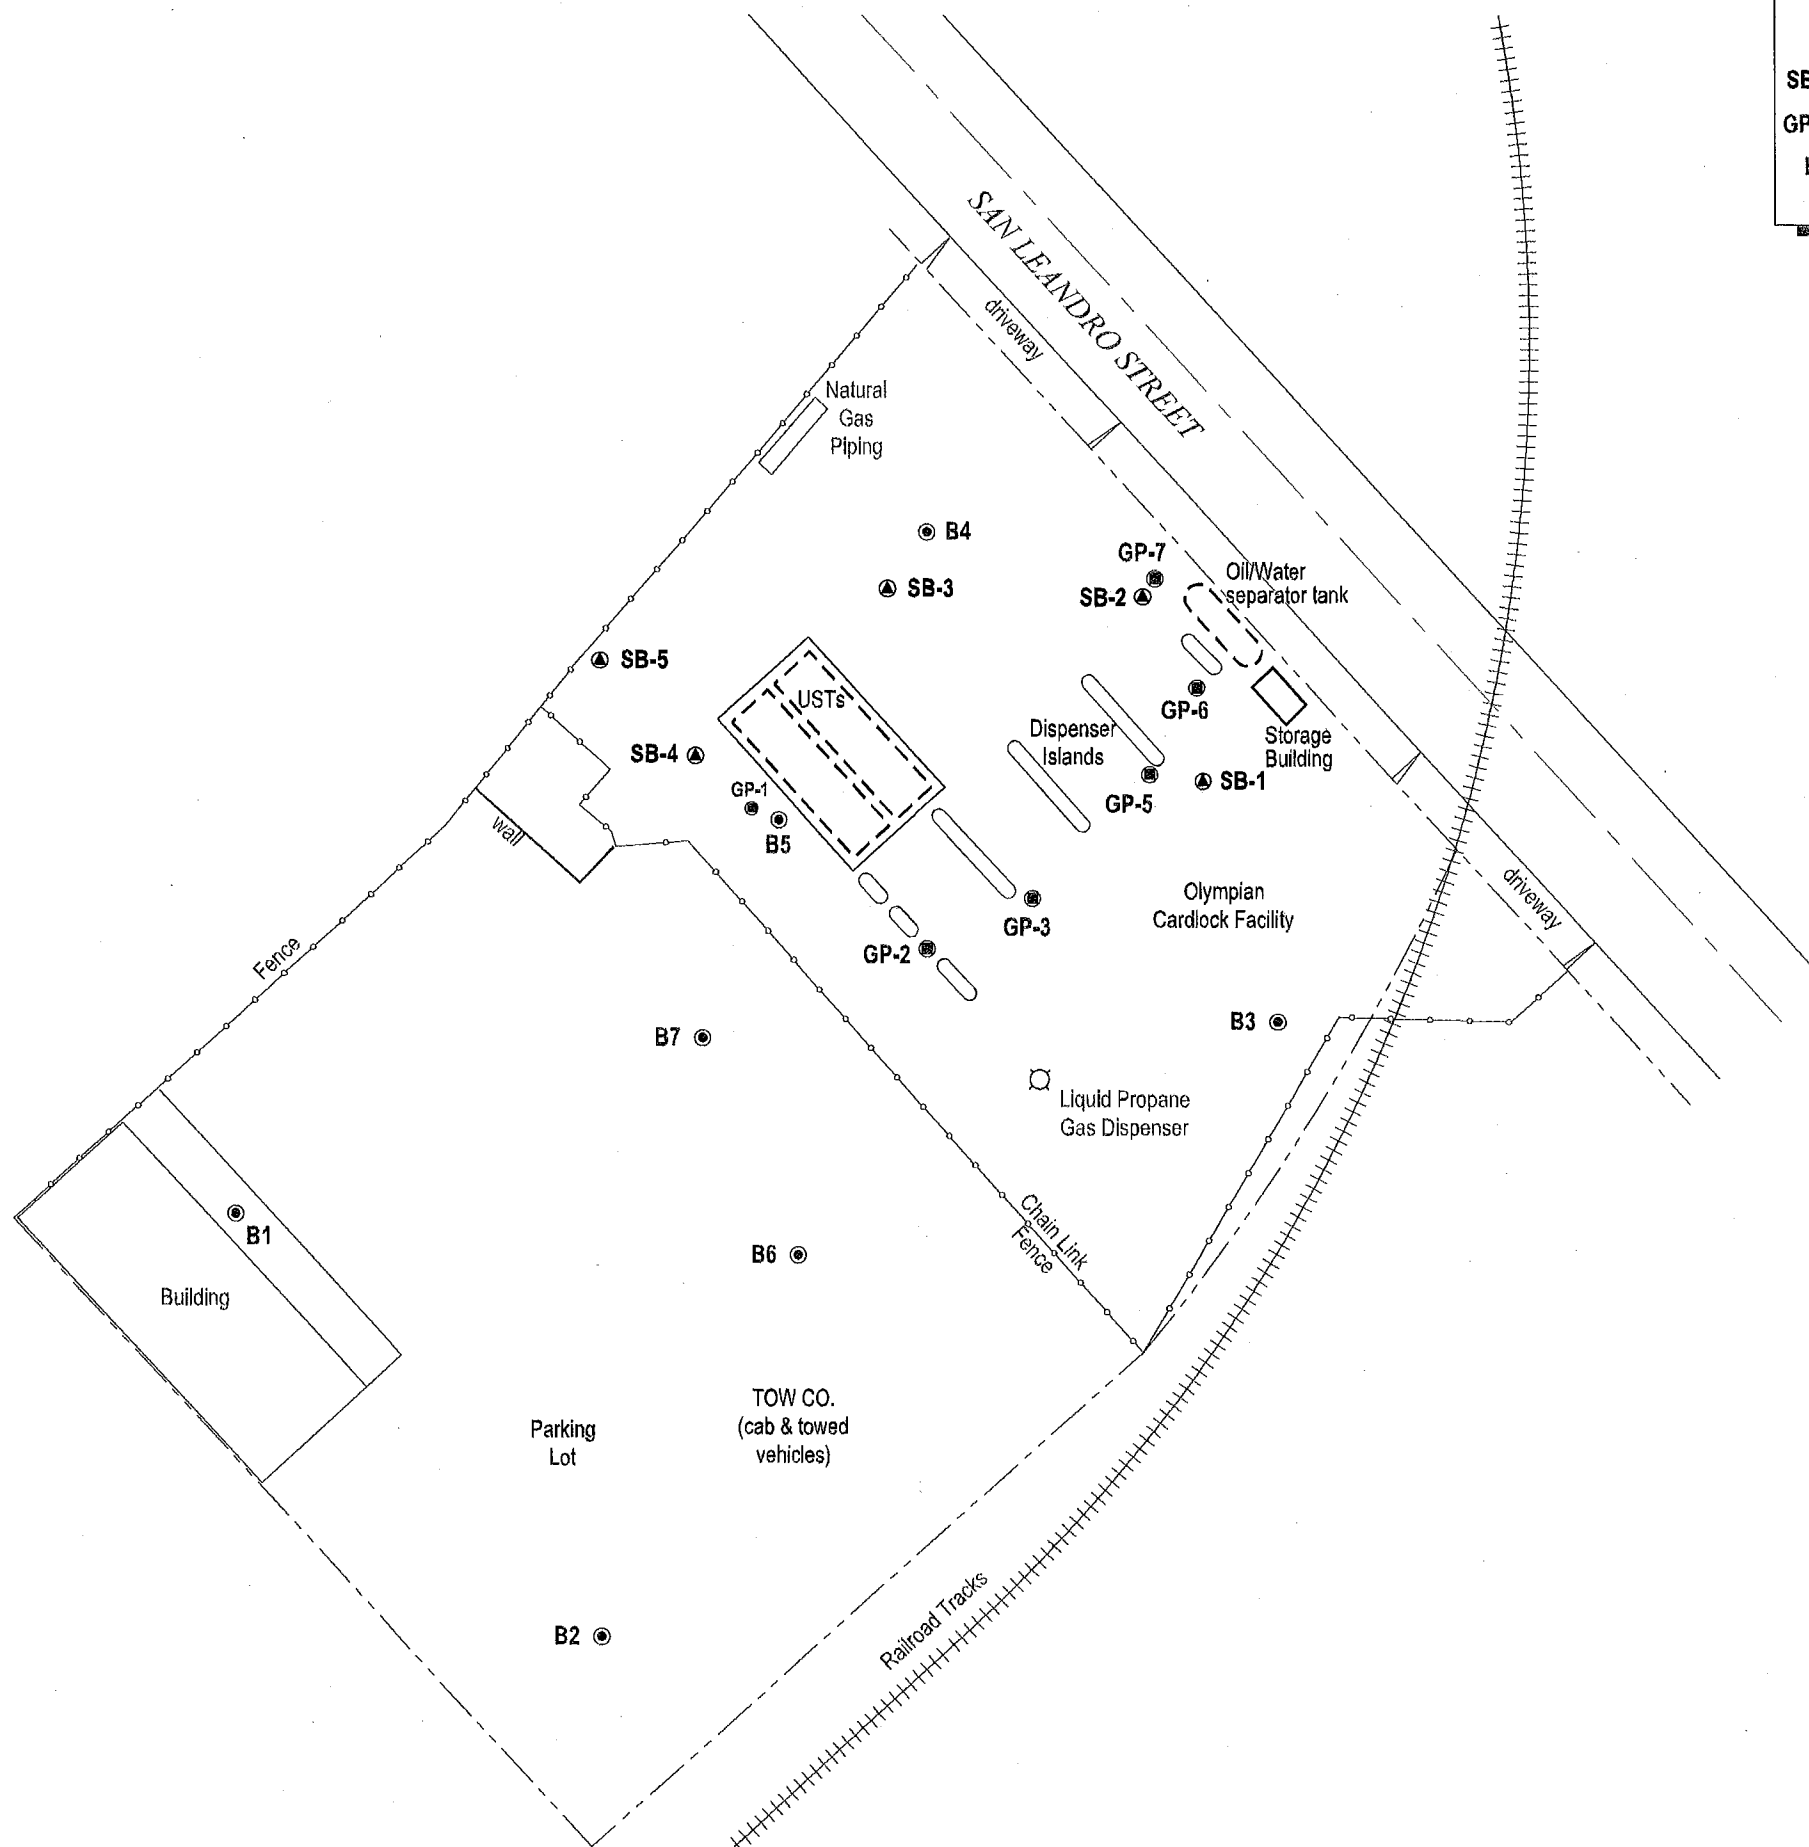 SB
GP
SAN LEANDRO STREET
driveway
Natural
Gas
Piping
B4
GP-7
Oil/Water
separator tank
SB-3
SB-2
SB-5
USTs
GP-6
Dispenser
Islands
Storage
Building
SB-4
GP-1
GP-5
SB-1
wall
B5
Olympian
Cardlock Facility
driveway
GP-3
Fence
GP-2
B7
B3
Liquid Propane
Gas Dispenser
B1
Chain Link
Fence
B6
Building
TOW CO.
(cab & towed
vehicles)
Parking
Lot
Railroad Tracks
B2